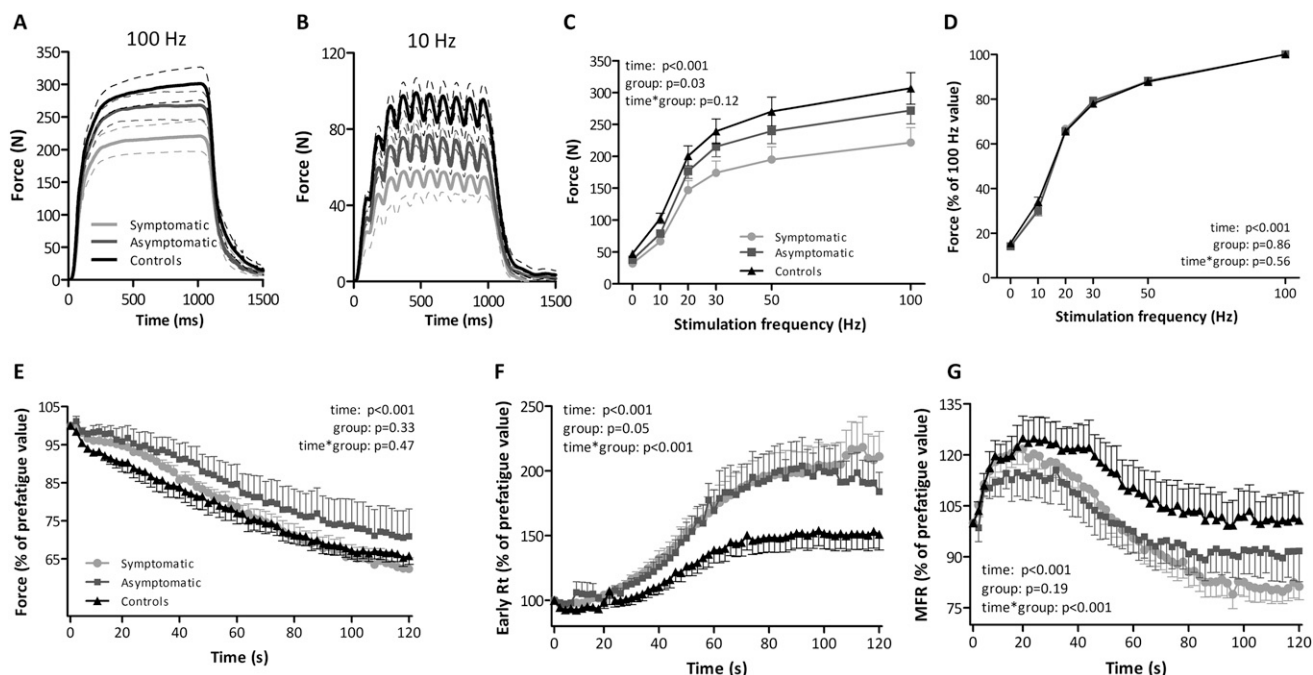 A
100 Hz
350
300
250
200
150
100
50
0
Force (N)
Symptomatic
Asymptomatic
Controls
0 500 1000 1500
Time (ms)
B
10 Hz
120
80
40
0
Force (N)
0 500 1000 1500
Time (ms)
C
time: p<0.001
group: p=0.03
time*group: p=0.12
350
300
250
200
150
100
50
0
Force (N)
Symptomatic
Asymptomatic
Controls
0 10 20 30 50 100
Stimulation frequency (Hz)
D
100
80
60
40
20
0
Force (% of 100 Hz value)
time: p<0.001
group: p=0.86
time*group: p=0.56
0 10 20 30 50 100
Stimulation frequency (Hz)
E
105
95
85
75
65
Force (% of prefatigue value)
time: p<0.001
group: p=0.33
time*group: p=0.47
Symptomatic
Asymptomatic
Controls
0 20 40 60 80 100 120
Time (s)
F
time: p<0.001
group: p=0.05
time*group: p<0.001
250
200
150
100
50
Early Rt (% of prefatigue value)
0 20 40 60 80 100 120
Time (s)
G
135
120
105
90
75
MFR (% of prefatigue value)
time: p<0.001
group: p=0.19
time*group: p<0.001
0 20 40 60 80 100 120
Time (s)